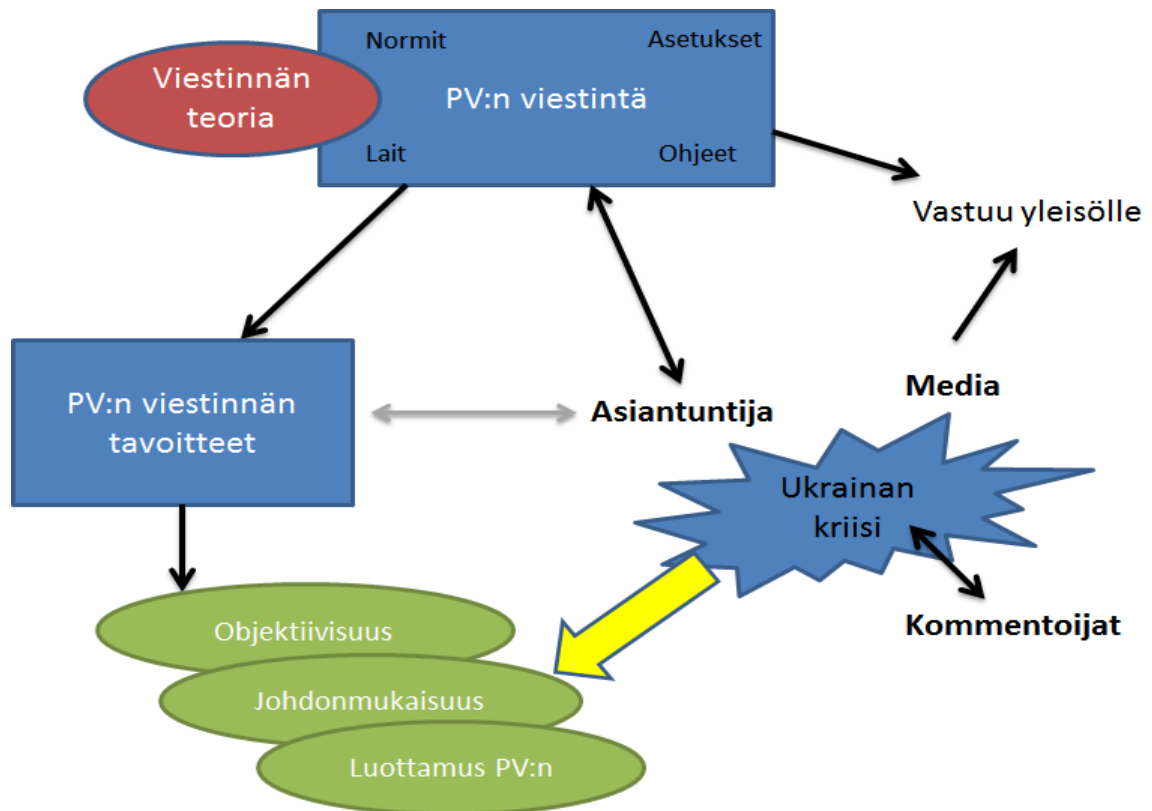 Normit
Asetukset
Viestinnän
teoria
PV:n viestintä
Lait
Ohjeet
Vastuu yleisölle
PV:n viestinnän
tavoitteet
Asiantuntija
Media
Ukrainan
kriisi
Kommentoijat
Objektiivisuus
Johdonmukaisuus
Luottamus PV:n